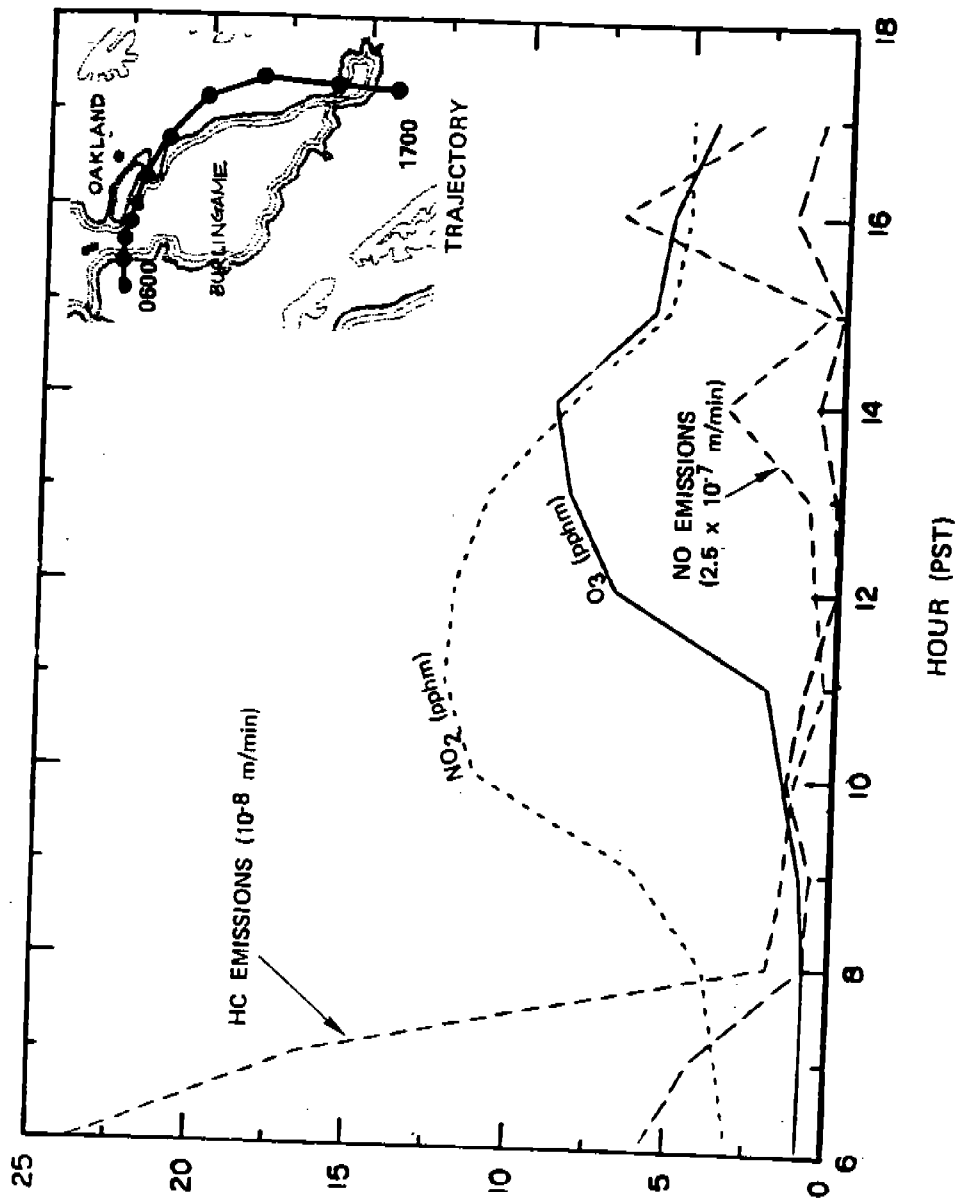 25
20
15
10
5
0
HC EMISSIONS (10-8 m/min)
NO2 (pphm)
O3 (pphm)
NO EMISSIONS
(2.5 x 10-7 m/min)
OAKLAND
0600
BURLINGAME
1700
TRAJECTORY
6
8
10
12
14
16
18
HOUR (PST)